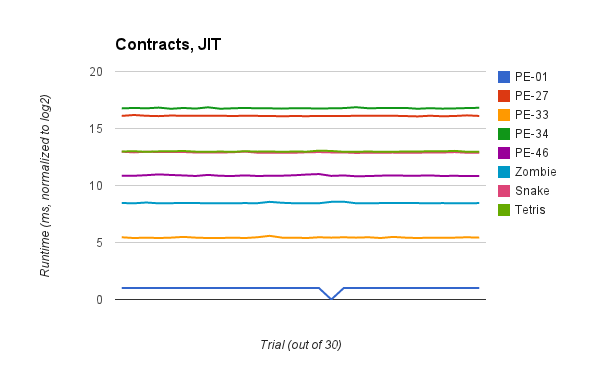 Contracts, JIT
20
15
10
5
0
Runtime (ms, normalized to log2)
Trial (out of 30)
PE-01
PE-27
PE-33
PE-34
PE-46
Zombie
Snake
Tetris